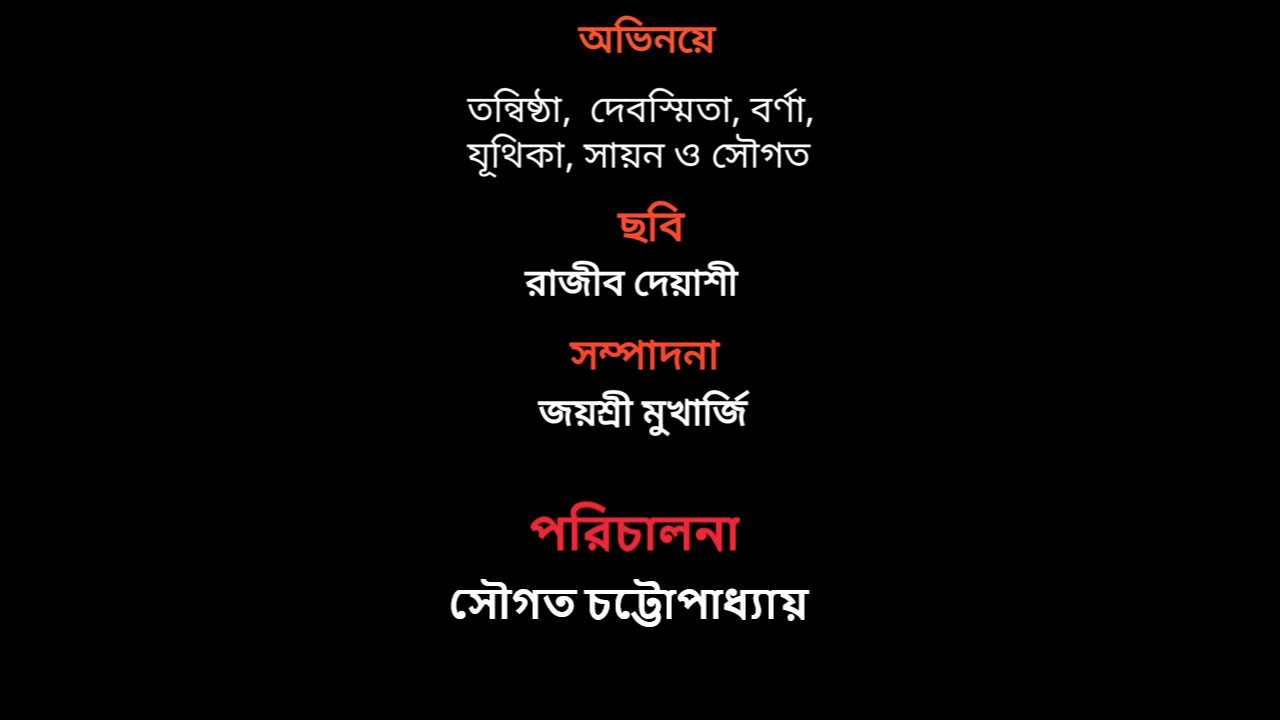 অভিনয়ে
তন্বিষ্ঠা, দেবস্মিতা, বর্ণা,
যূথিকা, সায়ন ও সৌগত
ছবি
রাজীব দেয়াশী
সম্পাদনা
জয়শ্রী মুখার্জি
পরিচালনা
সৌগত চট্টোপাধ্যায়